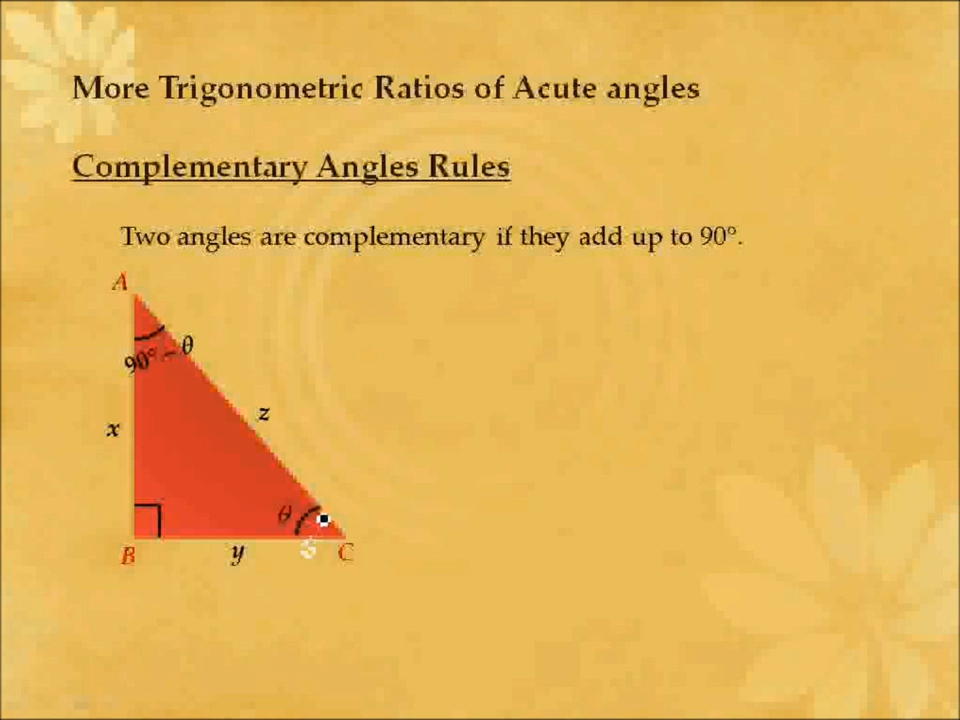 More Trigonometric Ratios of Acute angles
Complementary Angles Rules
Two angles are complementary if they add up to 90°.
A
90° – θ
z
x
θ
B
y
C